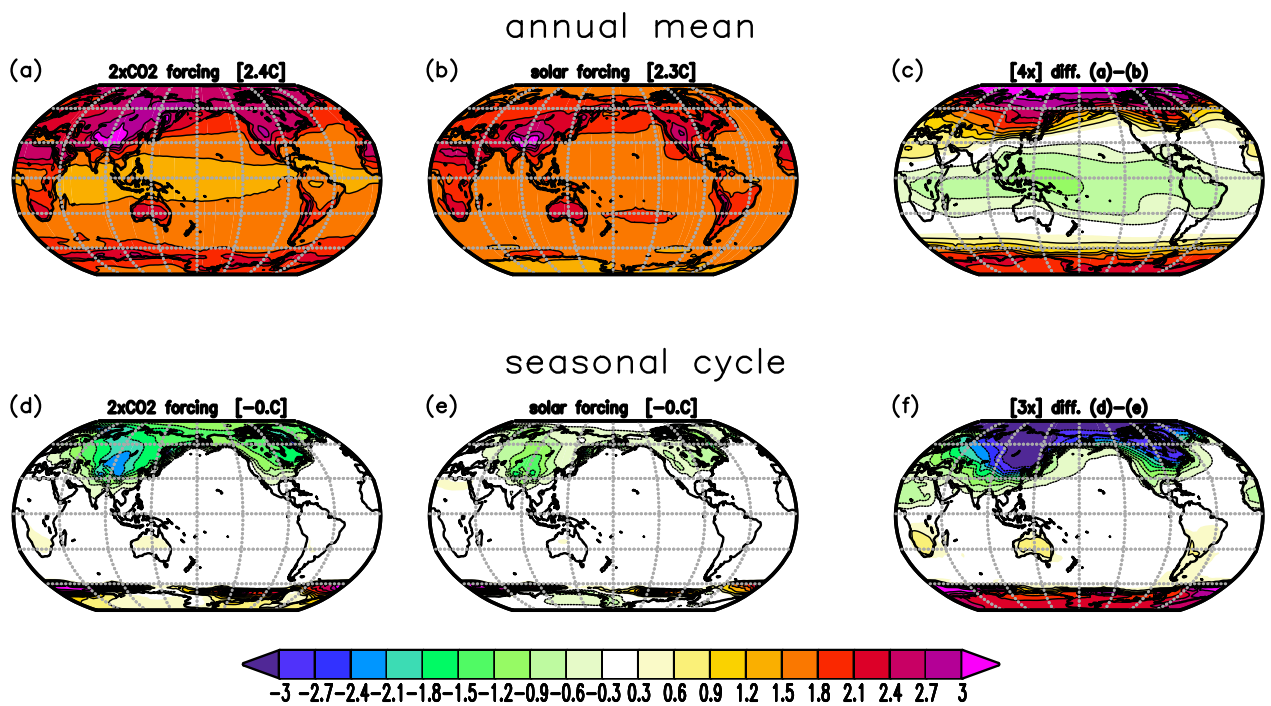 annual mean
(a) 2xCO2 forcing [2.4C]
(b) solar forcing [2.3C]
(c) [4x] diff. (a)-(b)
seasonal cycle
(d) 2xCO2 forcing [-0.C]
(e) solar forcing [-0.C]
(f) [3x] diff. (d)-(e)
-3 -2.7 -2.4 -2.1 -1.8 -1.5 -1.2 -0.9 -0.6 -0.3 0.3 0.6 0.9 1.2 1.5 1.8 2.1 2.4 2.7 3